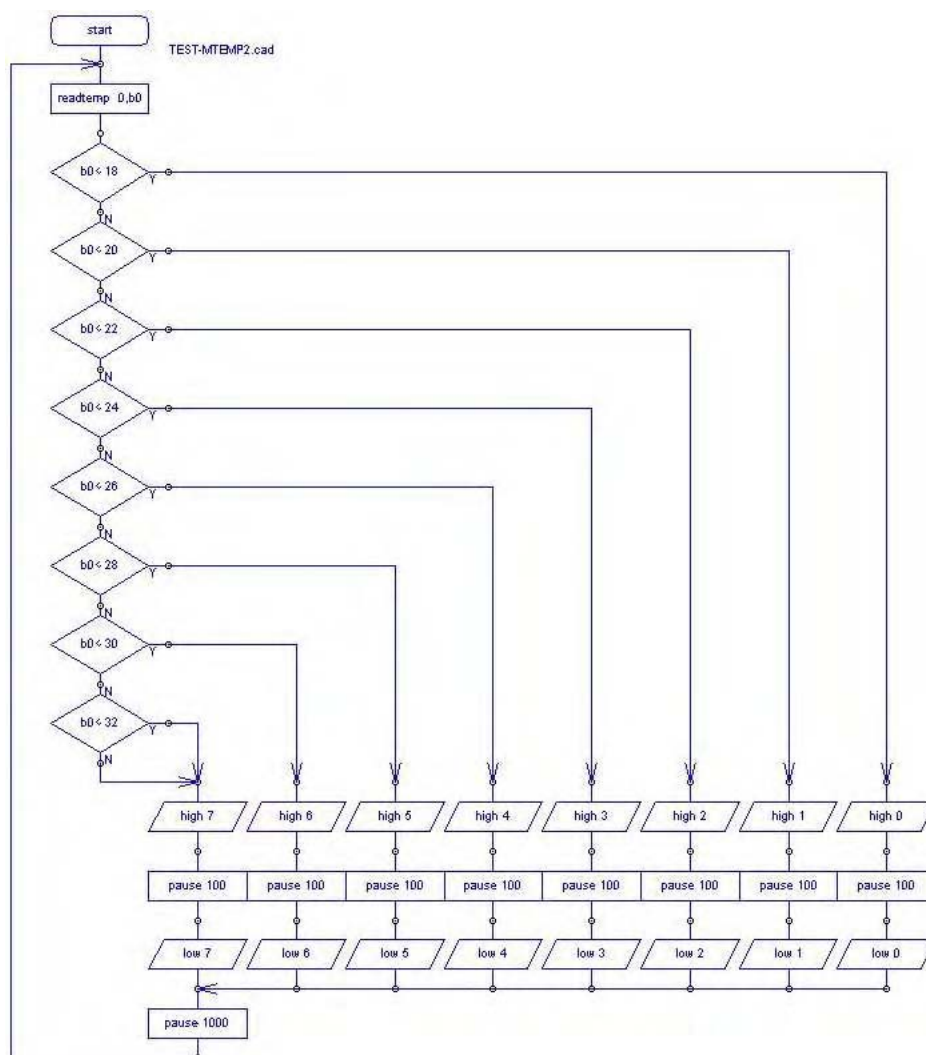 start
TEST-MTEMP2.cad
readtemp 0,b0
b0< 18
Y
N
b0< 20
Y
N
b0< 22
Y
N
b0< 24
Y
N
b0< 26
Y
N
b0< 28
Y
N
b0< 30
Y
N
b0< 32
Y
N
high 7 high 6 high 5 high 4 high 3 high 2 high 1 high 0
pause 100 pause 100 pause 100 pause 100 pause 100 pause 100 pause 100 pause 100
low 7 low 6 low 5 low 4 low 3 low 2 low 1 low 0
pause 1000